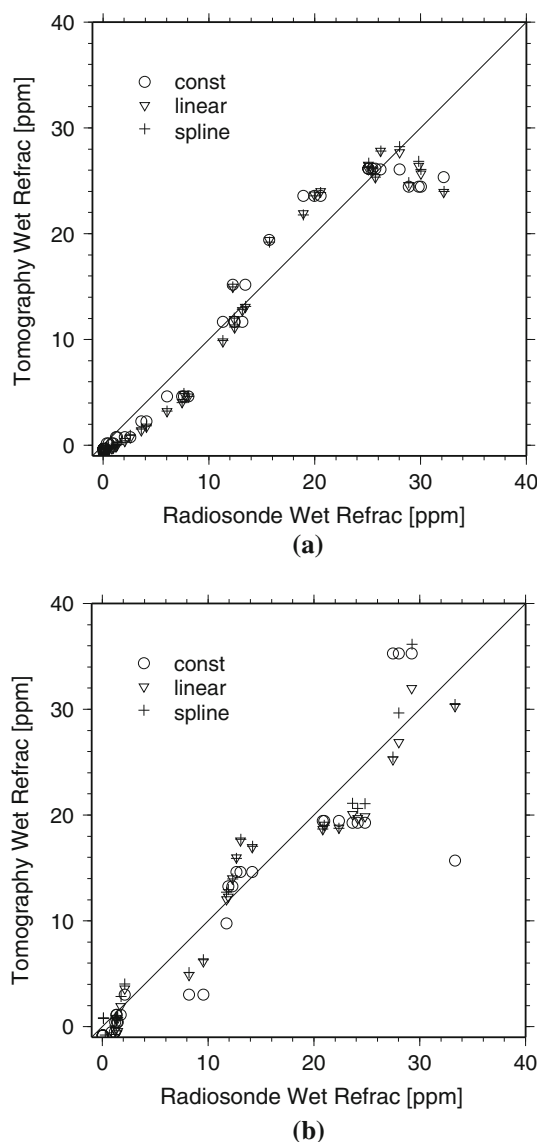 40
30
20
10
0
Tomography Wet Refrac [ppm]
const
linear
spline
0 10 20 30 40
Radiosonde Wet Refrac [ppm]
(a)
40
30
20
10
0
Tomography Wet Refrac [ppm]
const
linear
spline
0 10 20 30 40
Radiosonde Wet Refrac [ppm]
(b)